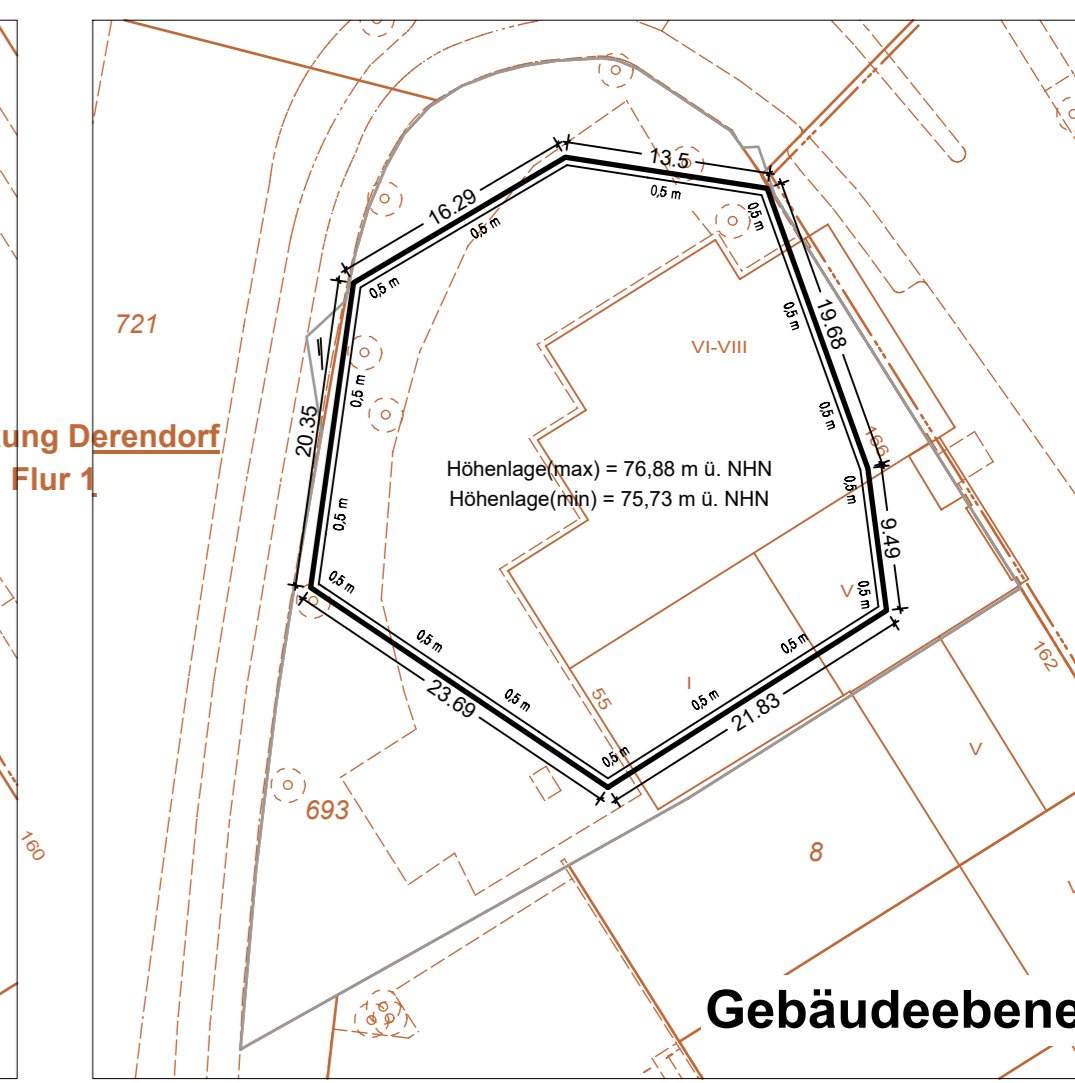 13.5
16.29
0,5 m
0,5 m
0,5 m
0,5 m
19.68
721
VI-VIII
0,5 m
0,5 m
20.35
0,5 m
166
ung Derendorf
Flur 1
Höhenlage(max) = 76,88 m ü. NHN
Höhenlage(min) = 75,73 m ü. NHN
0,5 m
0,5 m
9.49
0,5 m
V
0,5 m
0,5 m
0,5 m
162
23.69
0,5 m
55
I
0,5 m
21.83
0,5 m
V
693
160
8
V
Gebäudeebene